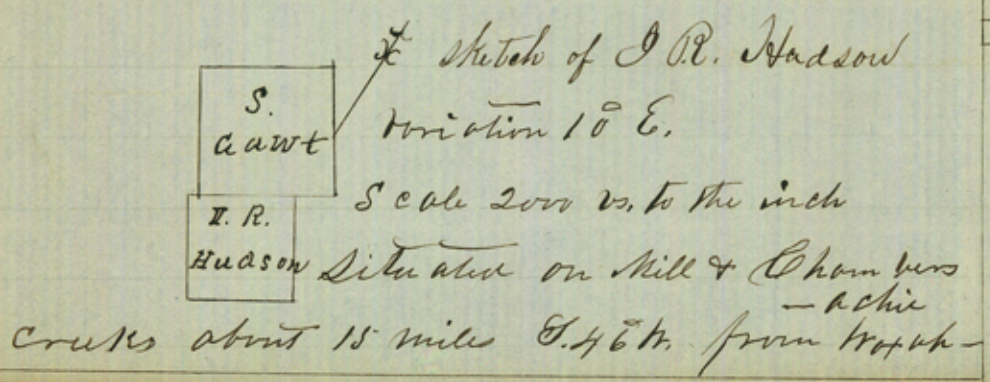 sketch of I R. Hudson
S.
Gawt
variation 10° E.
Scale 2000 vs. to the inch
I. R.
Hudson
Situated on Mill & Chambers
creeks about 15 miles S. 46 W. from Waxah-
-achie